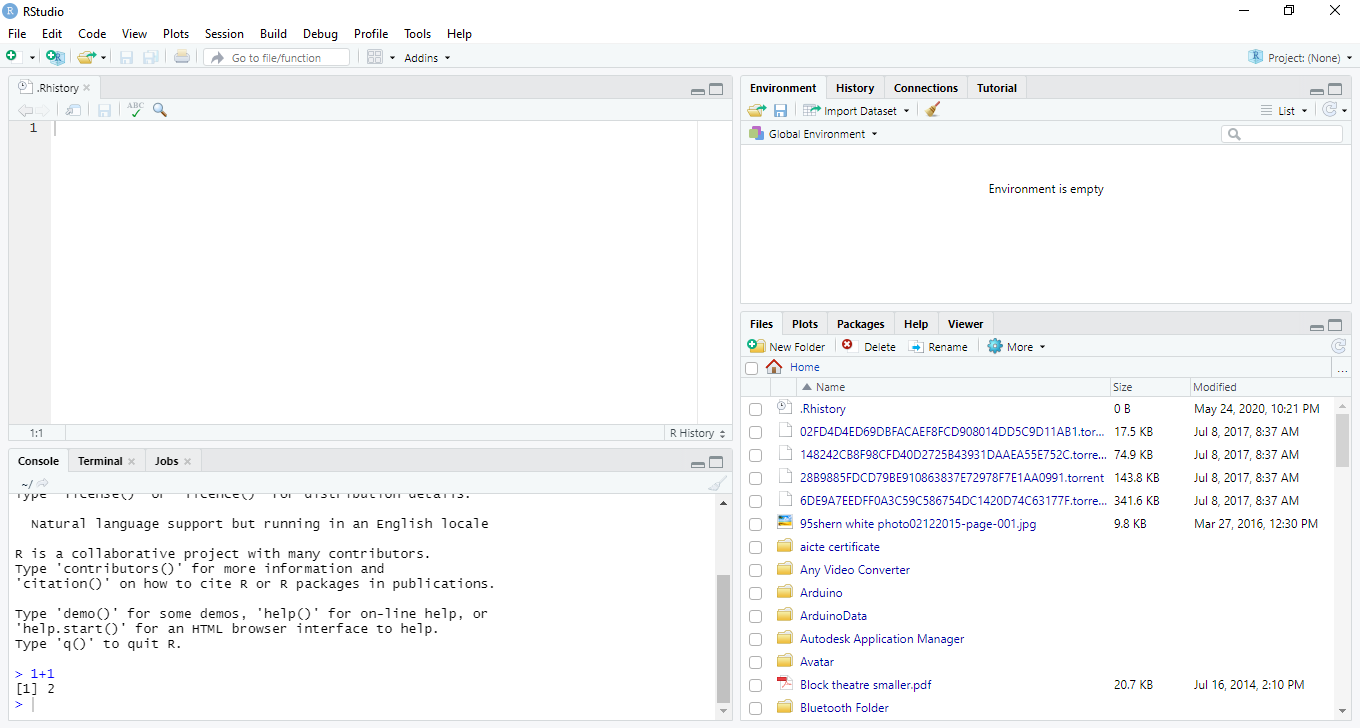 RStudio
File Edit Code View Plots Session Build Debug Profile Tools Help
Go to file/function Addins Project: (None)
.Rhistory
ABC
1
1:1 R History
Console Terminal Jobs
~/
Type 'license()' or 'licence()' for distribution details.
Natural language support but running in an English locale
R is a collaborative project with many contributors.
Type 'contributors()' for more information and
'citation()' on how to cite R or R packages in publications.
Type 'demo()' for some demos, 'help()' for on-line help, or
'help.start()' for an HTML browser interface to help.
Type 'q()' to quit R.
> 1+1
[1] 2
>
Environment History Connections Tutorial
Import Dataset List
Global Environment
Environment is empty
Files Plots Packages Help Viewer
New Folder Delete Rename More
Home ...
Name Size Modified
.Rhistory 0 B May 24, 2020, 10:21 PM
02FD4D4ED69DBFACAEF8FCD908014DD5C9D11AB1.tor... 17.5 KB Jul 8, 2017, 8:37 AM
148242CB8F98CFD40D2725B43931DAAEA55E752C.torre... 74.9 KB Jul 8, 2017, 8:37 AM
28B9885FDCD79BE910863837E72978F7E1AA0991.torrent 143.8 KB Jul 8, 2017, 8:37 AM
6DE9A7EEDFF0A3C59C586754DC1420D74C63177F.torre... 341.6 KB Jul 8, 2017, 8:37 AM
95shern white photo02122015-page-001.jpg 9.8 KB Mar 27, 2016, 12:30 PM
aicte certificate
Any Video Converter
Arduino
ArduinoData
Autodesk Application Manager
Avatar
Block theatre smaller.pdf 20.7 KB Jul 16, 2014, 2:10 PM
Bluetooth Folder